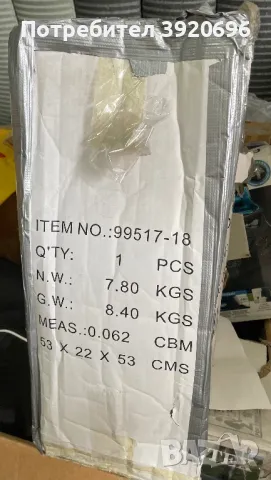 Потребител 3920696
ITEM NO.:99517-18
Q'TY: 1 PCS
N.W.: 7.80 KGS
G.W.: 8.40 KGS
MEAS.:0.062 CBM
53 X 22 X 53 CMS
BAZAR